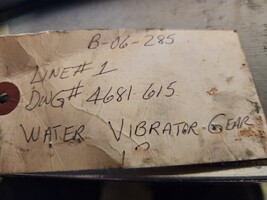 B-06-285
LINE# 1
DWG# 4681-615
WATER VIBRATOR GEAR